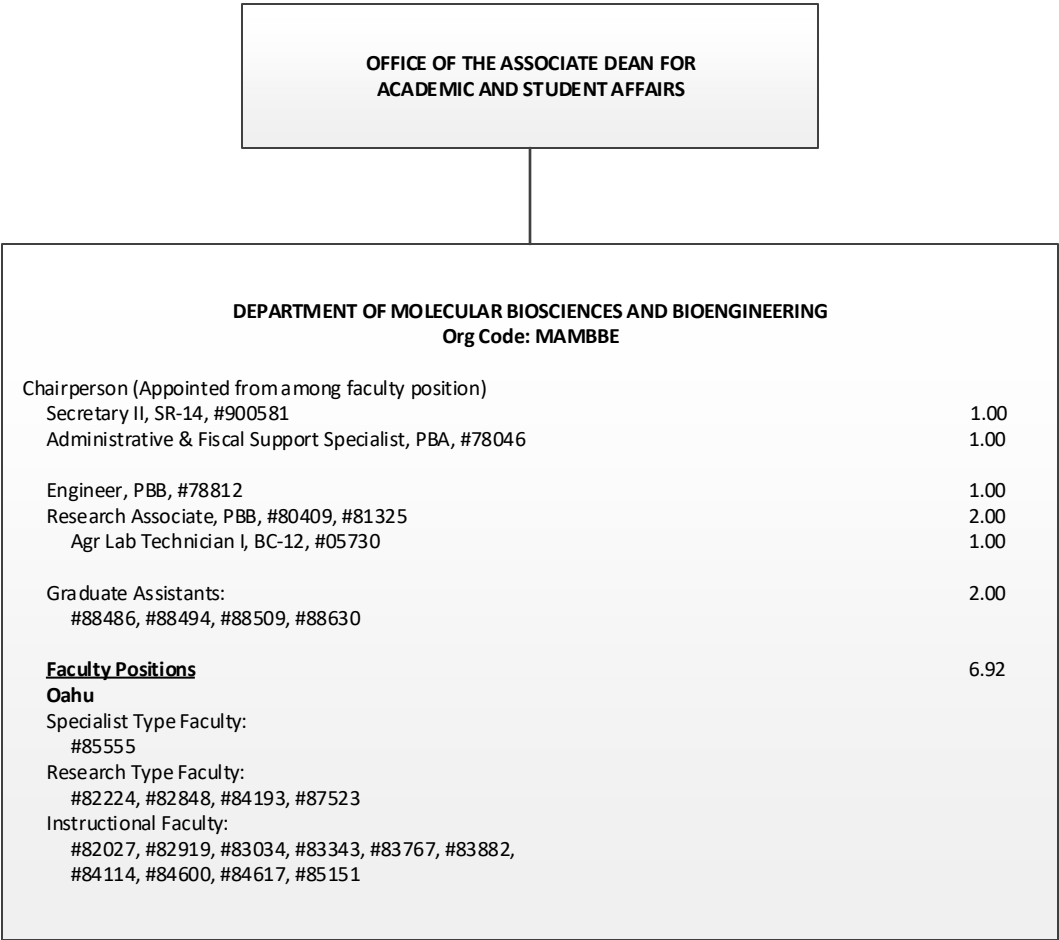 OFFICE OF THE ASSOCIATE DEAN FOR
ACADEMIC AND STUDENT AFFAIRS
DEPARTMENT OF MOLECULAR BIOSCIENCES AND BIOENGINEERING
Org Code: MAMBBE
Chairperson (Appointed from among faculty position)
Secretary II, SR-14, #900581 1.00
Administrative & Fiscal Support Specialist, PBA, #78046 1.00
Engineer, PBB, #78812 1.00
Research Associate, PBB, #80409, #81325 2.00
Agr Lab Technician I, BC-12, #05730 1.00
Graduate Assistants: 2.00
#88486, #88494, #88509, #88630
Faculty Positions 6.92
Oahu
Specialist Type Faculty:
#85555
Research Type Faculty:
#82224, #82848, #84193, #87523
Instructional Faculty:
#82027, #82919, #83034, #83343, #83767, #83882,
#84114, #84600, #84617, #85151